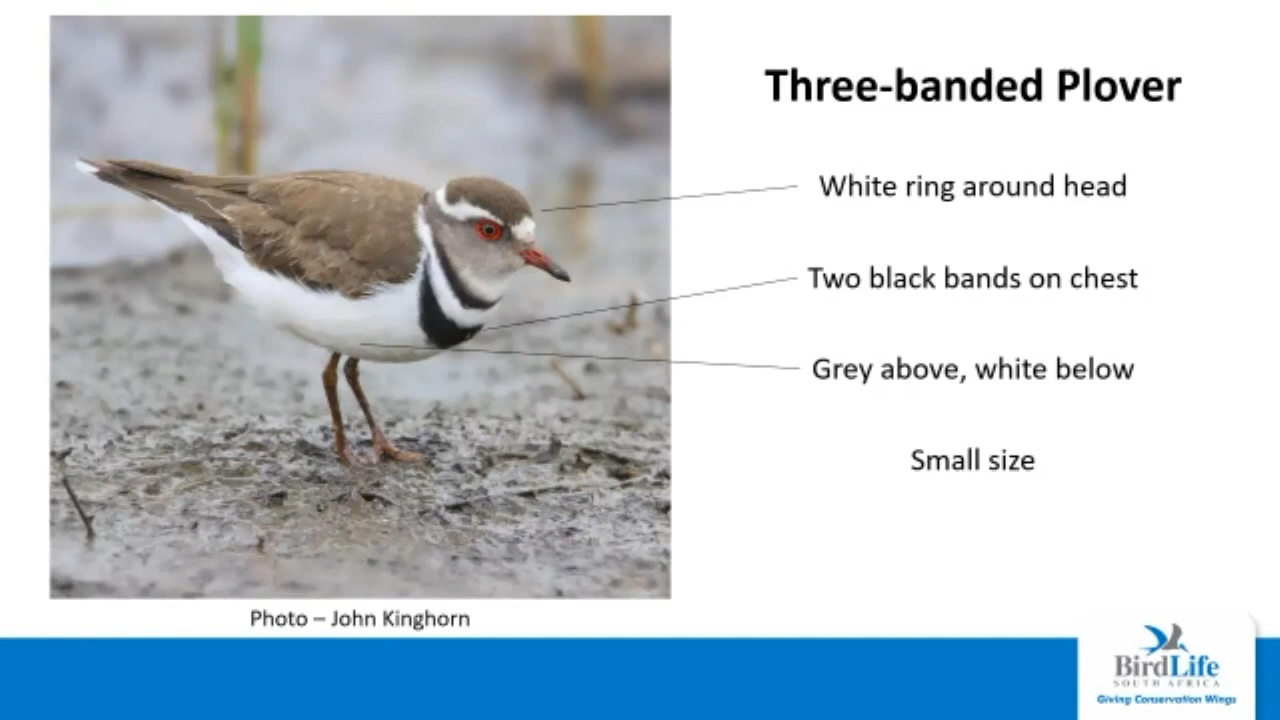 Three-banded Plover
White ring around head
Two black bands on chest
Grey above, white below
Small size
Photo – John Kinghorn
BirdLife
SOUTH AFRICA
Giving Conservation Wings